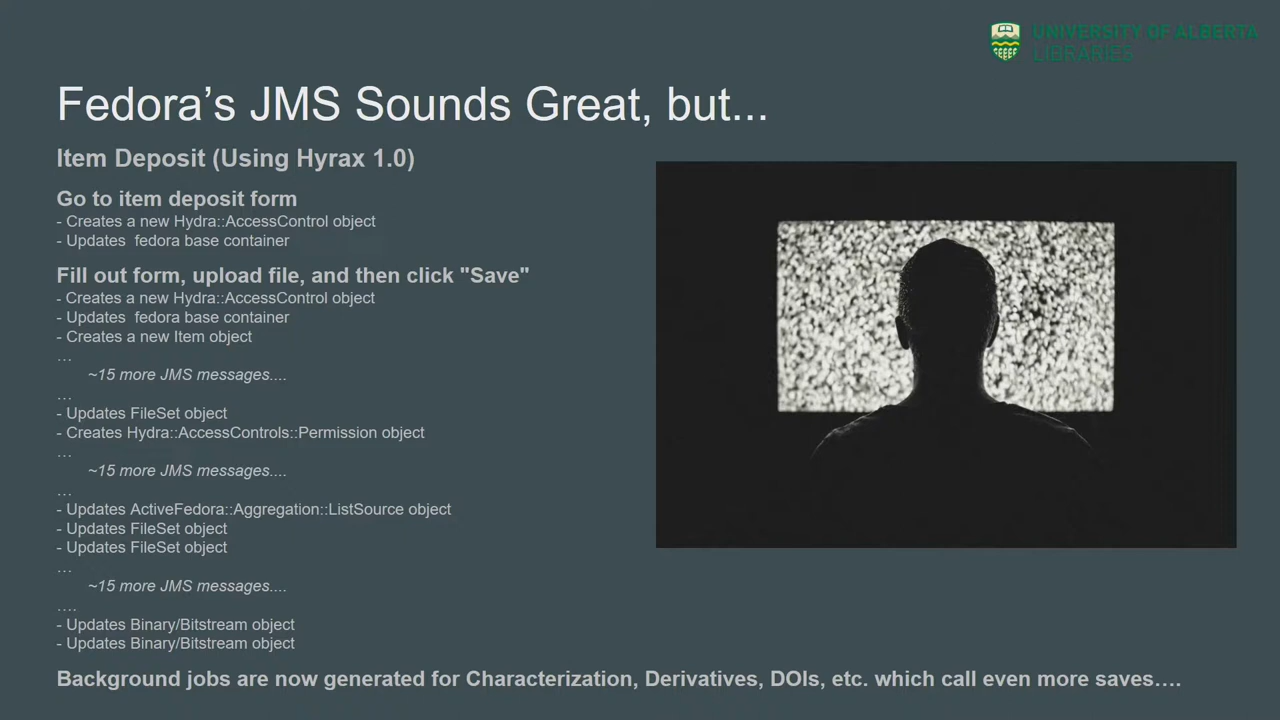 UNIVERSITY OF ALBERTA
LIBRARIES
Fedora’s JMS Sounds Great, but...
Item Deposit (Using Hyrax 1.0)
Go to item deposit form
- Creates a new Hydra::AccessControl object
- Updates  fedora base container
Fill out form, upload file, and then click "Save"
- Creates a new Hydra::AccessControl object
- Updates  fedora base container
- Creates a new Item object
…
~15 more JMS messages....
…
- Updates FileSet object
- Creates Hydra::AccessControls::Permission object
…
~15 more JMS messages....
…
- Updates ActiveFedora::Aggregation::ListSource object
- Updates FileSet object
- Updates FileSet object
…
~15 more JMS messages....
….
- Updates Binary/Bitstream object
- Updates Binary/Bitstream object
Background jobs are now generated for Characterization, Derivatives, DOIs, etc. which call even more saves….